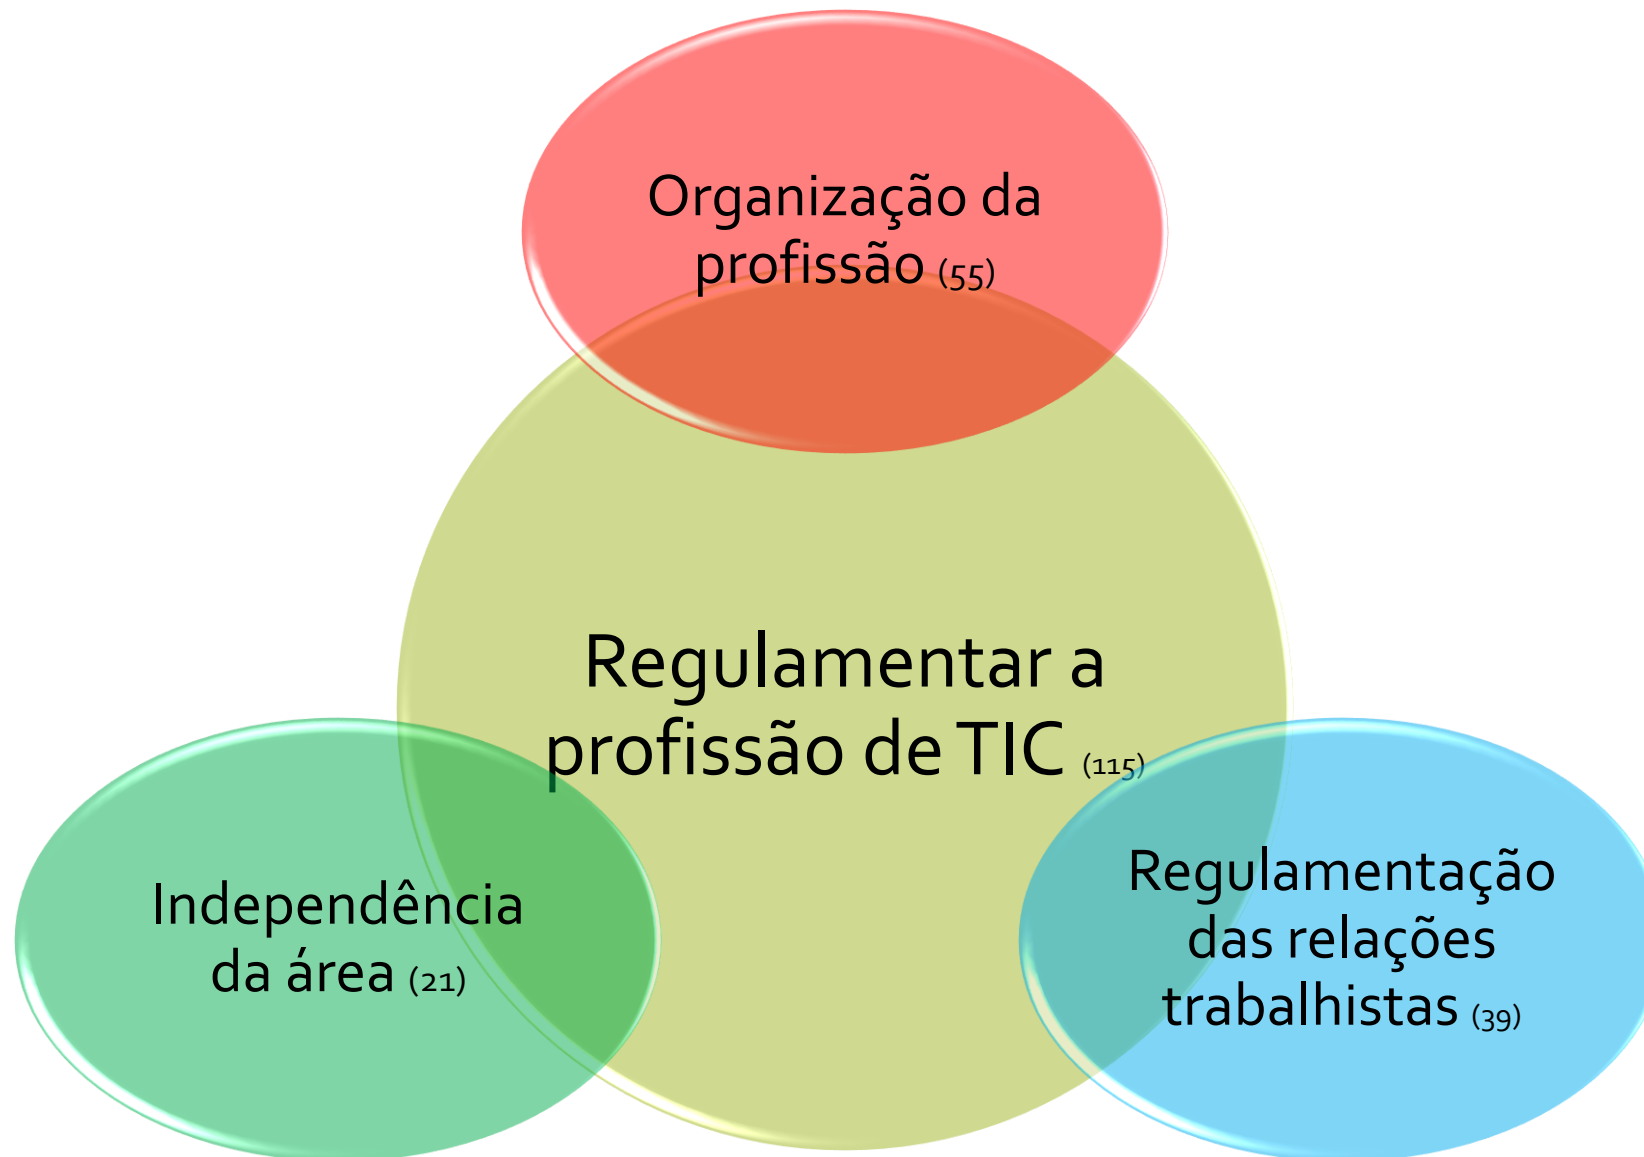 Organização da
profissão (55)
Regulamentar a
profissão de TIC (115)
Independência
da área (21)
Regulamentação
das relações
trabalhistas (39)